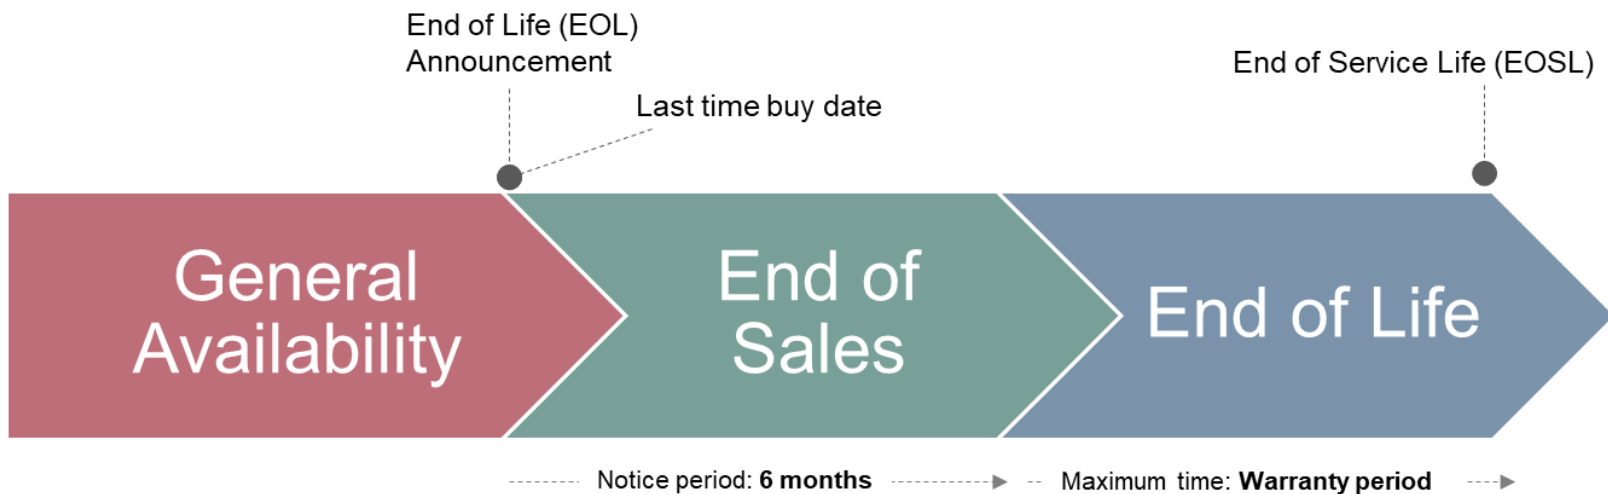 End of Life (EOL)
Announcement
Last time buy date
End of Service Life (EOSL)
General
Availability
End of
Sales
End of Life
Notice period: 6 months
Maximum time: Warranty period